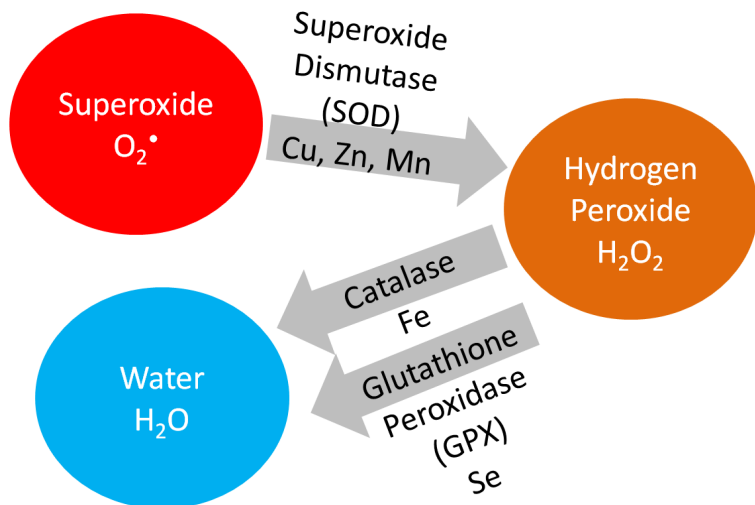 Superoxide
O₂•
Superoxide
Dismutase
(SOD)
Cu, Zn, Mn
Hydrogen
Peroxide
H₂O₂
Catalase
Fe
Glutathione
Peroxidase
(GPX)
Se
Water
H₂O